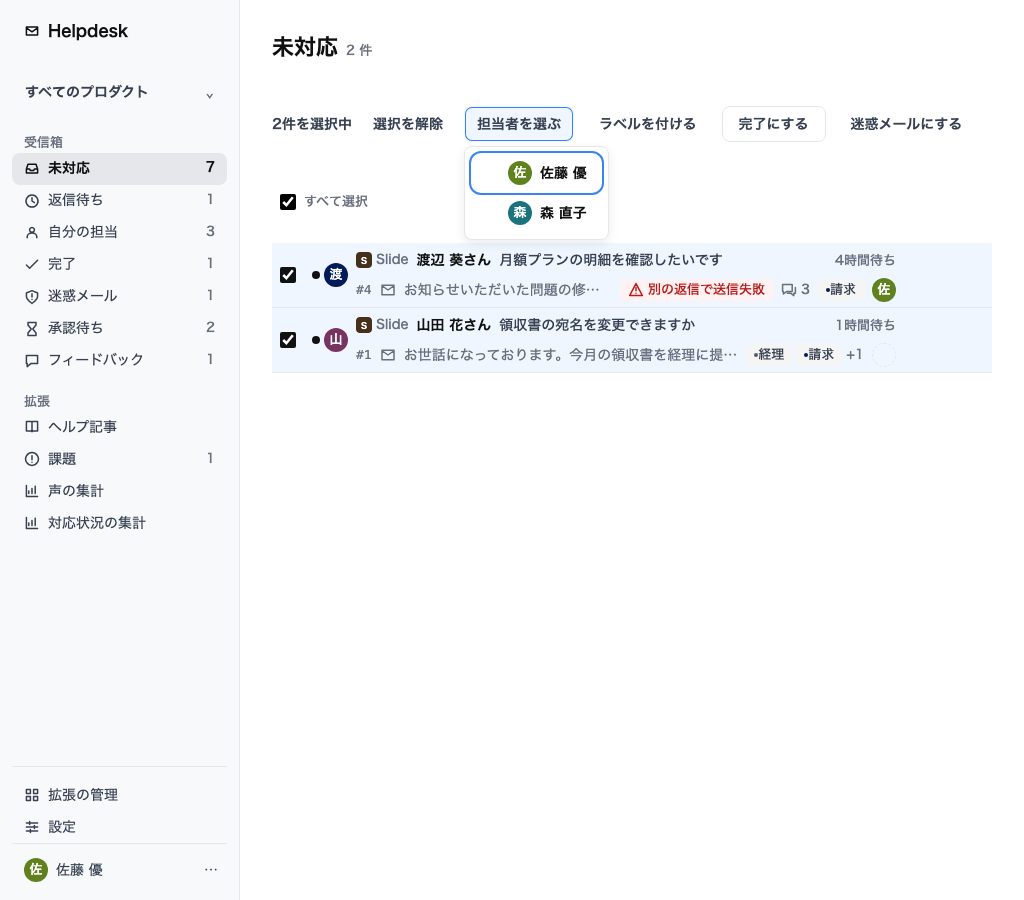 Helpdesk
すべてのプロダクト
受信箱
未対応 7
返信待ち 1
自分の担当 3
完了 1
迷惑メール 1
承認待ち 2
フィードバック 1
拡張
ヘルプ記事
課題 1
声の集計
対応状況の集計
拡張の管理
設定
佐 佐藤 優 …
未対応 2 件
2件を選択中 選択を解除 担当者を選ぶ ラベルを付ける 完了にする 迷惑メールにする
佐 佐藤 優
森 森 直子
すべて選択
渡 S Slide 渡辺 葵さん 月額プランの明細を確認したいです 4時間待ち
#4 お知らせいただいた問題の修… 別の返信で送信失敗 3 •請求 佐
山 S Slide 山田 花さん 領収書の宛名を変更できますか 1時間待ち
#1 お世話になっております。今月の領収書を経理に提… •経理 •請求 +1